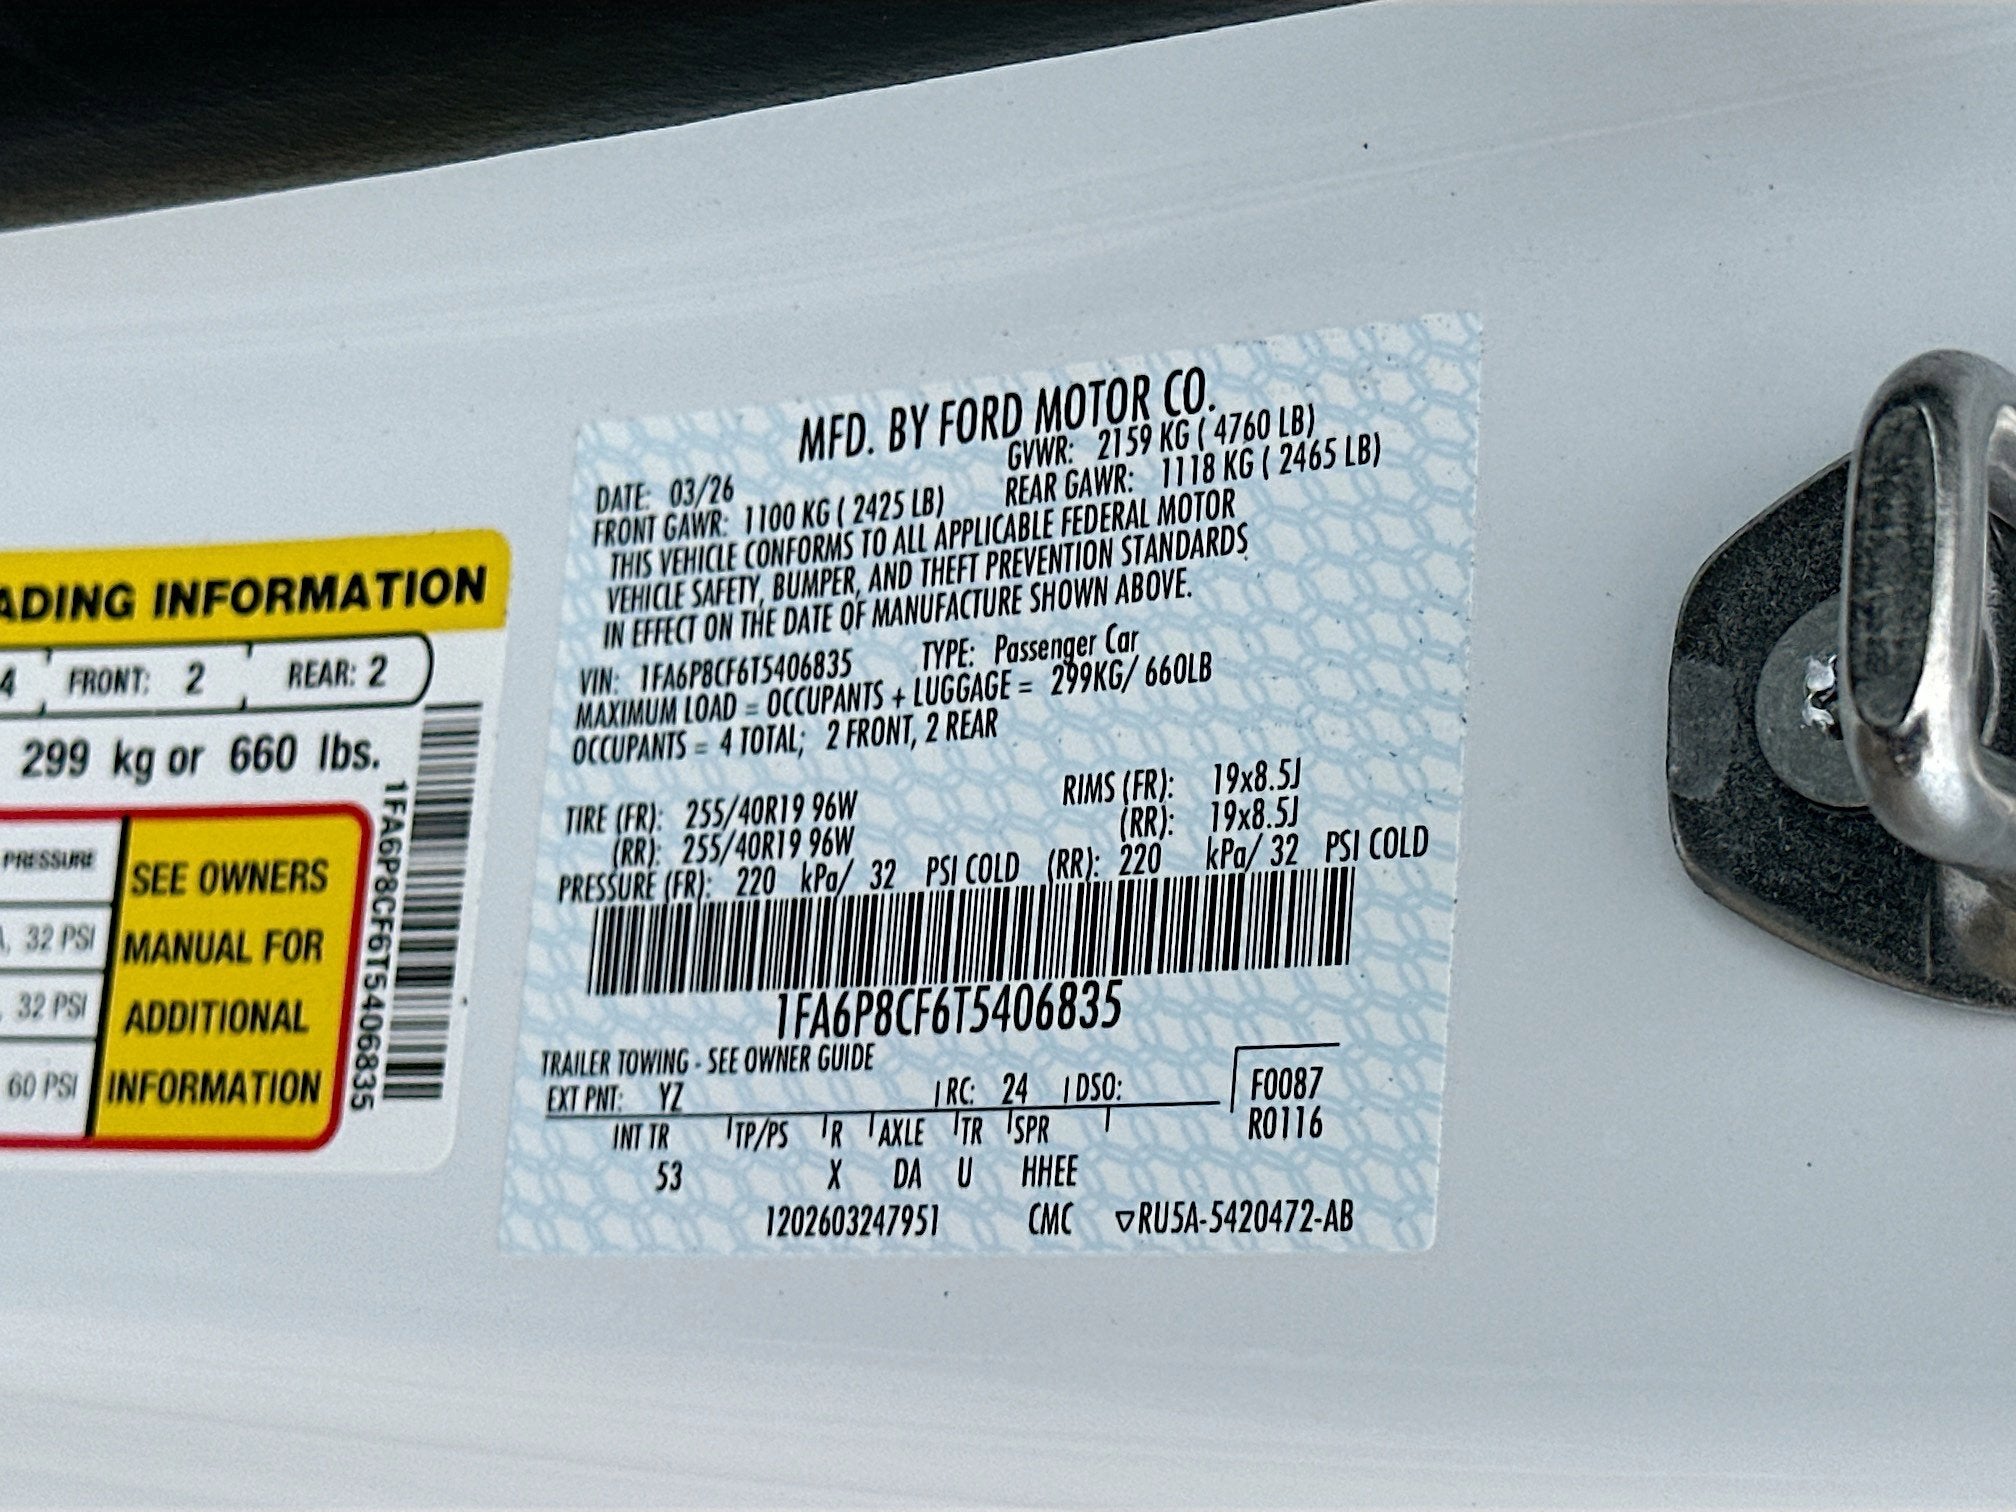 ADING INFORMATION
4 FRONT: 2 REAR: 2
299 kg or 660 lbs.
PRESSURE
, 32 PSI
, 32 PSI
60 PSI
SEE OWNERS
MANUAL FOR
ADDITIONAL
INFORMATION
1FA6P8CF6T5406835
MFD. BY FORD MOTOR CO.
DATE: 03/26 GVWR: 2159 KG ( 4760 LB)
FRONT GAWR: 1100 KG ( 2425 LB) REAR GAWR: 1118 KG ( 2465 LB)
THIS VEHICLE CONFORMS TO ALL APPLICABLE FEDERAL MOTOR
VEHICLE SAFETY, BUMPER, AND THEFT PREVENTION STANDARDS
IN EFFECT ON THE DATE OF MANUFACTURE SHOWN ABOVE.
VIN: 1FA6P8CF6T5406835 TYPE: Passenger Car
MAXIMUM LOAD = OCCUPANTS + LUGGAGE = 299KG/ 660LB
OCCUPANTS = 4 TOTAL; 2 FRONT, 2 REAR
TIRE (FR): 255/40R19 96W RIMS (FR): 19x8.5J
(RR): 255/40R19 96W (RR): 19x8.5J
PRESSURE (FR): 220 kPa/ 32 PSI COLD (RR): 220 kPa/ 32 PSI COLD
1FA6P8CF6T5406835
TRAILER TOWING - SEE OWNER GUIDE
EXT PNT: YZ RC: 24 DSO: F0087
INT TR TP/PS R AXLE TR SPR R0116
53 X DA U HHEE
1202603247951 CMC ▽RU5A-5420472-AB